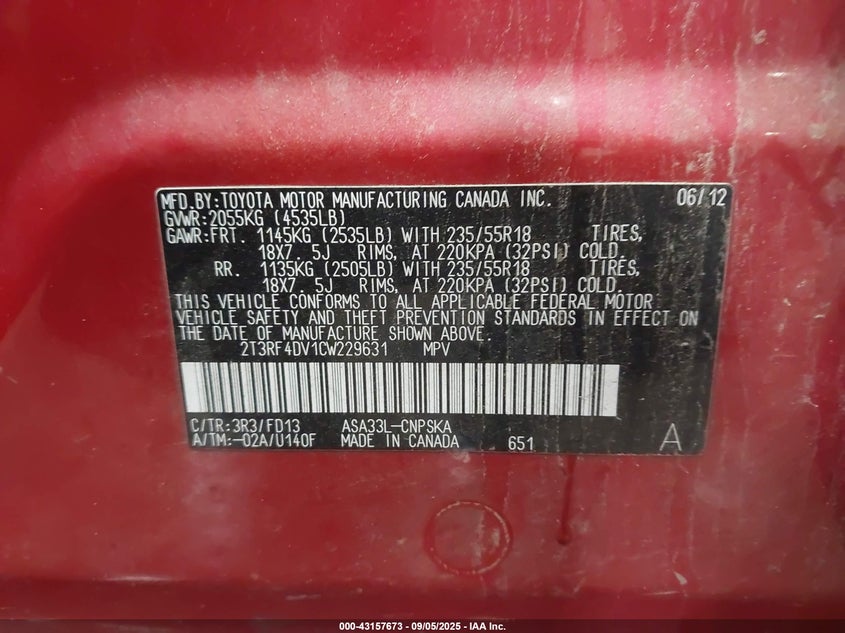 MFD.BY:TOYOTA MOTOR MANUFACTURING CANADA INC. 06/12
GVWR:2055KG (4535LB)
GAWR:FRT. 1145KG (2535LB) WITH 235/55R18 TIRES,
18X7. 5J RIMS, AT 220KPA (32PSI) COLD.
RR. 1135KG (2505LB) WITH 235/55R18 TIRES,
18X7. 5J RIMS, AT 220KPA (32PSI) COLD.
THIS VEHICLE CONFORMS TO ALL APPLICABLE FEDERAL MOTOR
VEHICLE SAFETY AND THEFT PREVENTION STANDARDS IN EFFECT ON
THE DATE OF MANUFACTURE SHOWN ABOVE.
2T3RF4DV1CW229631 MPV
C/TR:3R3/FD13 ASA33L-CNPSKA
A/TM:-02A/U140F MADE IN CANADA 651 A
000-43157673 - 09/05/2025 - IAA Inc.